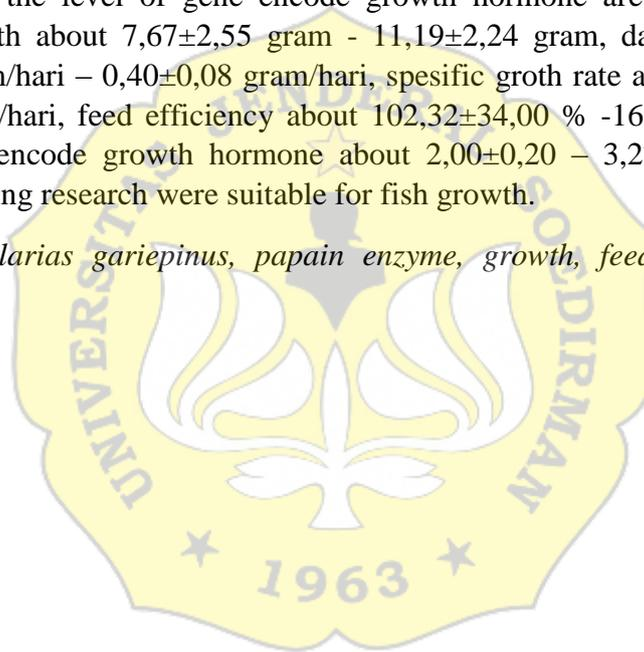 the level of gene encode growth hormone are
th about 7,67±2,55 gram - 11,19±2,24 gram, da
n/hari – 0,40±0,08 gram/hari, spesific groth rate a
/hari, feed efficiency about 102,32±34,00 % -16
encode growth hormone about 2,00±0,20 – 3,2
ng research were suitable for fish growth.
larias gariepinus, papain enzyme, growth, feed
UNIVERSITAS JENDERAL SOEDIRMAN
1963